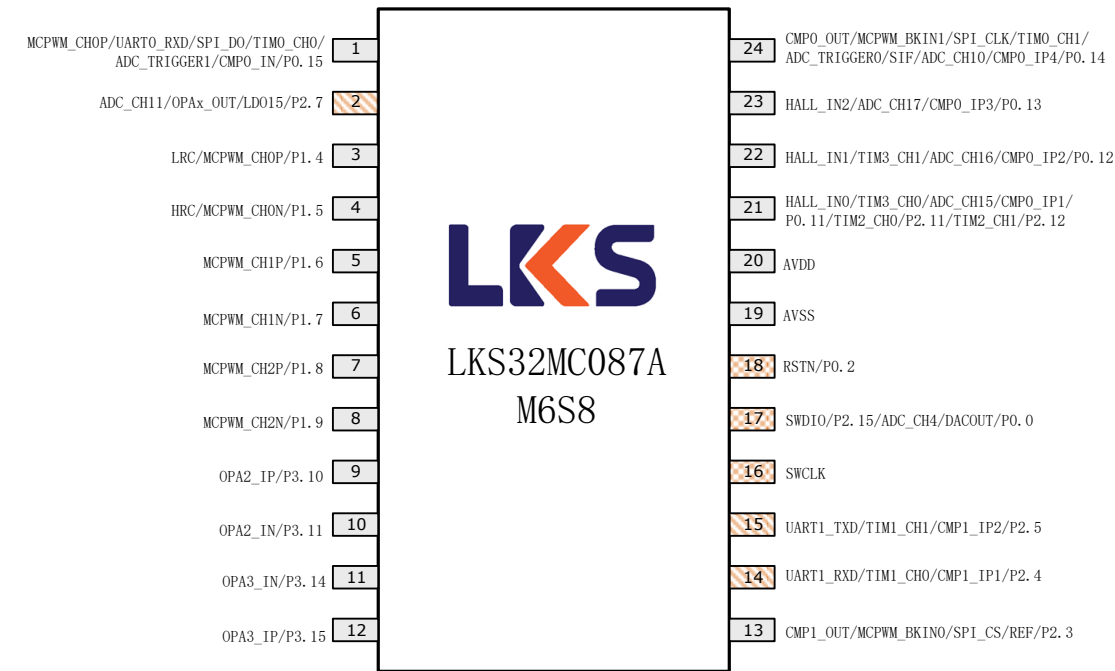 MCPWM_CH0P/UART0_RXD/SPI_DO/TIM0_CH0/
ADC_TRIGGER1/CMP0_IN/P0.15
1
ADC_CH11/OPAx_OUT/LDO15/P2.7
2
LRC/MCPWM_CH0P/P1.4
3
HRC/MCPWM_CH0N/P1.5
4
MCPWM_CH1P/P1.6
5
MCPWM_CH1N/P1.7
6
MCPWM_CH2P/P1.8
7
MCPWM_CH2N/P1.9
8
OPA2_IP/P3.10
9
OPA2_IN/P3.11
10
OPA3_IN/P3.14
11
OPA3_IP/P3.15
12
LKS
LKS32MC087A
M6S8
24
CMP0_OUT/MCPWM_BKIN1/SPI_CLK/TIM0_CH1/
ADC_TRIGGER0/SIF/ADC_CH10/CMP0_IP4/P0.14
23
HALL_IN2/ADC_CH17/CMP0_IP3/P0.13
22
HALL_IN1/TIM3_CH1/ADC_CH16/CMP0_IP2/P0.12
21
HALL_IN0/TIM3_CH0/ADC_CH15/CMP0_IP1/
P0.11/TIM2_CH0/P2.11/TIM2_CH1/P2.12
20
AVDD
19
AVSS
18
RSTN/P0.2
17
SWDIO/P2.15/ADC_CH4/DACOUT/P0.0
16
SWCLK
15
UART1_TXD/TIM1_CH1/CMP1_IP2/P2.5
14
UART1_RXD/TIM1_CH0/CMP1_IP1/P2.4
13
CMP1_OUT/MCPWM_BKIN0/SPI_CS/REF/P2.3